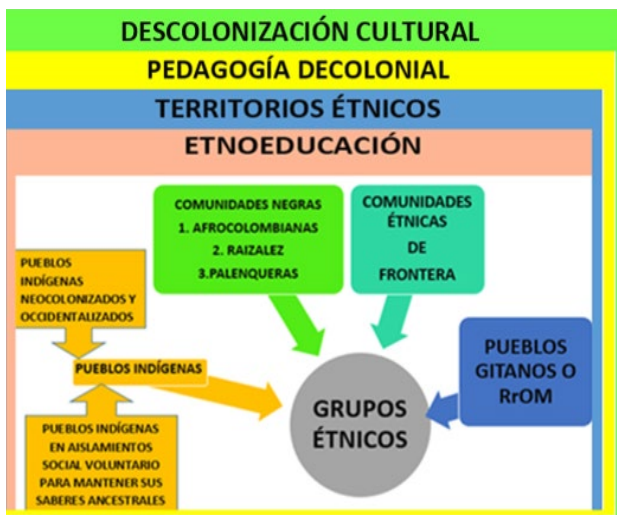 DESCOLONIZACIÓN CULTURAL
PEDAGOGÍA DECOLONIAL
TERRITORIOS ÉTNICOS
ETNOEDUCACIÓN
COMUNIDADES NEGRAS
1. AFROCOLOMBIANAS
2. RAIZALEZ
3.PALENQUERAS
COMUNIDADES
ÉTNICAS
DE
FRONTERA
PUEBLOS
INDÍGENAS
NEOCOLONIZADOS Y
OCCIDENTALIZADOS
PUEBLOS INDÍGENAS
PUEBLOS INDÍGENAS
EN AISLAMIENTOS
SOCIAL VOLUNTARIO
PARA MANTENER SUS
SABERES ANCESTRALES
GRUPOS
ÉTNICOS
PUEBLOS
GITANOS O
RrOM